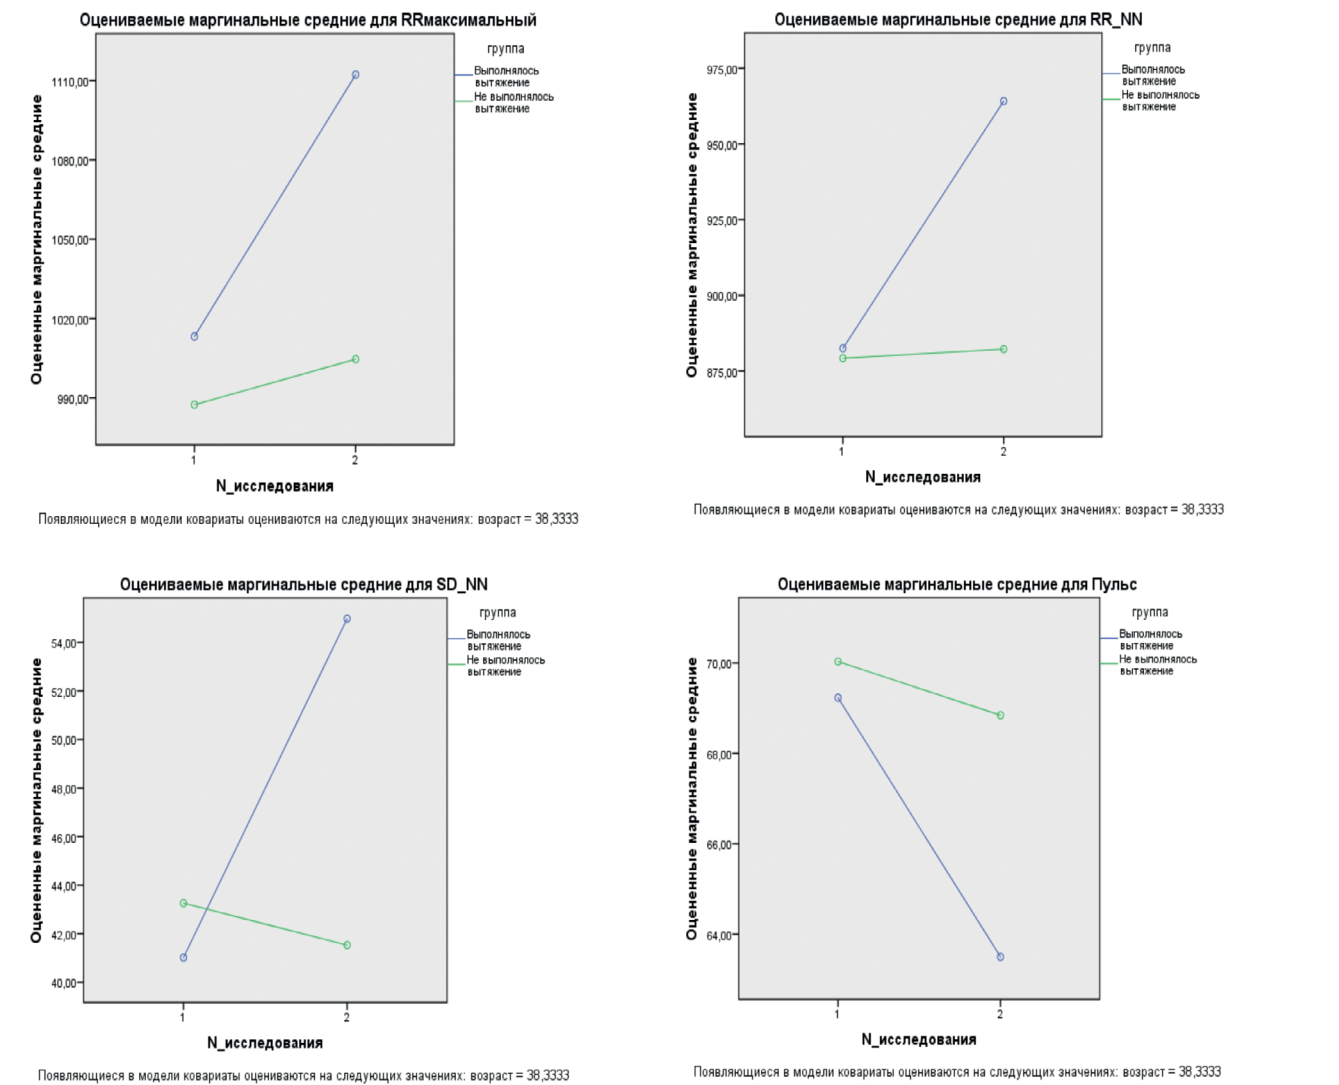 Оцениваемые маргинальные средние для RRмаксимальный
группа
Выполнялось
вытяжение
Не выполнялось
вытяжение
Оцененные маргинальные средние
1110,00
1080,00
1050,00
1020,00
990,00
1
2
N_исследования
Появляющиеся в модели ковариаты оцениваются на следующих значениях: возраст = 38,3333
Оцениваемые маргинальные средние для RR_NN
группа
Выполнялось
вытяжение
Не выполнялось
вытяжение
Оцененные маргинальные средние
975,00
950,00
925,00
900,00
875,00
1
2
N_исследования
Появляющиеся в модели ковариаты оцениваются на следующих значениях: возраст = 38,3333
Оцениваемые маргинальные средние для SD_NN
группа
Выполнялось
вытяжение
Не выполнялось
вытяжение
Оцененные маргинальные средние
54,00
52,00
50,00
48,00
46,00
44,00
42,00
40,00
1
2
N_исследования
Появляющиеся в модели ковариаты оцениваются на следующих значениях: возраст = 38,3333
Оцениваемые маргинальные средние для Пульс
группа
Выполнялось
вытяжение
Не выполнялось
вытяжение
Оцененные маргинальные средние
70,00
68,00
66,00
64,00
1
2
N_исследования
Появляющиеся в модели ковариаты оцениваются на следующих значениях: возраст = 38,3333